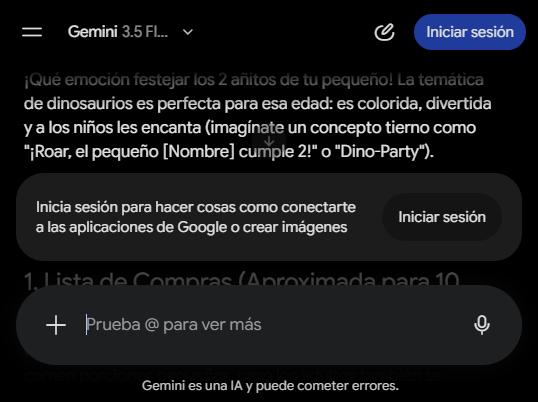 Gemini 3.5 Fl...
Iniciar sesión
¡Qué emoción festejar los 2 añitos de tu pequeño! La temática
de dinosaurios es perfecta para esa edad: es colorida, divertida
y a los niños les encanta (imagínate un concepto tierno como
"¡Roar, el pequeño [Nombre] cumple 2!" o "Dino-Party").
Inicia sesión para hacer cosas como conectarte
a las aplicaciones de Google o crear imágenes
Iniciar sesión
1. Lista de Compras (Aproximada para 10
Prueba @ para ver más
Gemini es una IA y puede cometer errores.